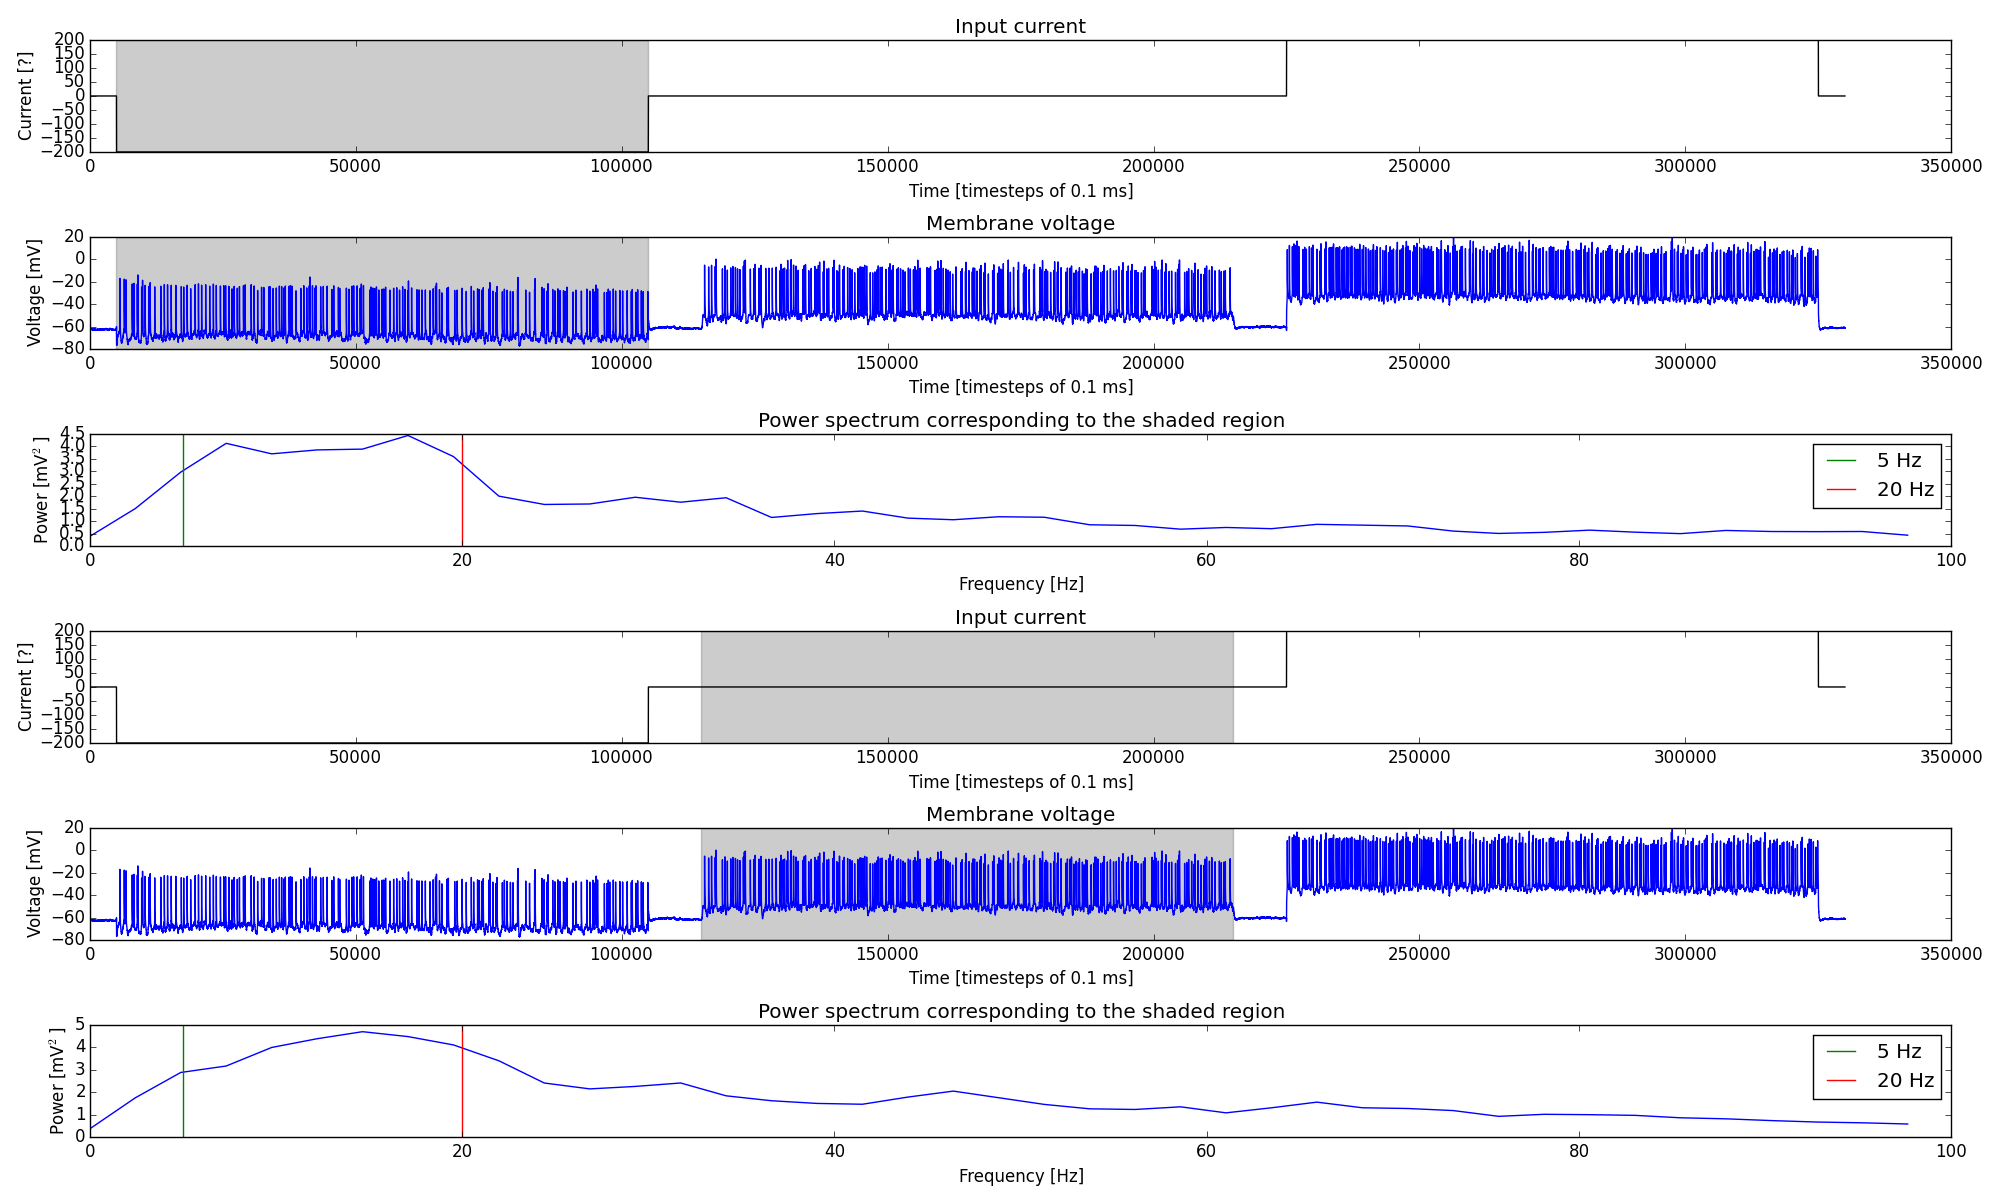 Input current
Current [?]
200
150
100
50
0
−50
−100
−150
−200
0 50000 100000 150000 200000 250000 300000 350000
Time [timesteps of 0.1 ms]
Membrane voltage
Voltage [mV]
20
0
−20
−40
−60
−80
0 50000 100000 150000 200000 250000 300000 350000
Time [timesteps of 0.1 ms]
Power spectrum corresponding to the shaded region
Power [mV²]
4.5
4.0
3.5
3.0
2.5
2.0
1.5
1.0
0.5
0.0
5 Hz
20 Hz
0 20 40 60 80 100
Frequency [Hz]
Input current
Current [?]
200
150
100
50
0
−50
−100
−150
−200
0 50000 100000 150000 200000 250000 300000 350000
Time [timesteps of 0.1 ms]
Membrane voltage
Voltage [mV]
20
0
−20
−40
−60
−80
0 50000 100000 150000 200000 250000 300000 350000
Time [timesteps of 0.1 ms]
Power spectrum corresponding to the shaded region
Power [mV²]
5
4
3
2
1
0
5 Hz
20 Hz
0 20 40 60 80 100
Frequency [Hz]